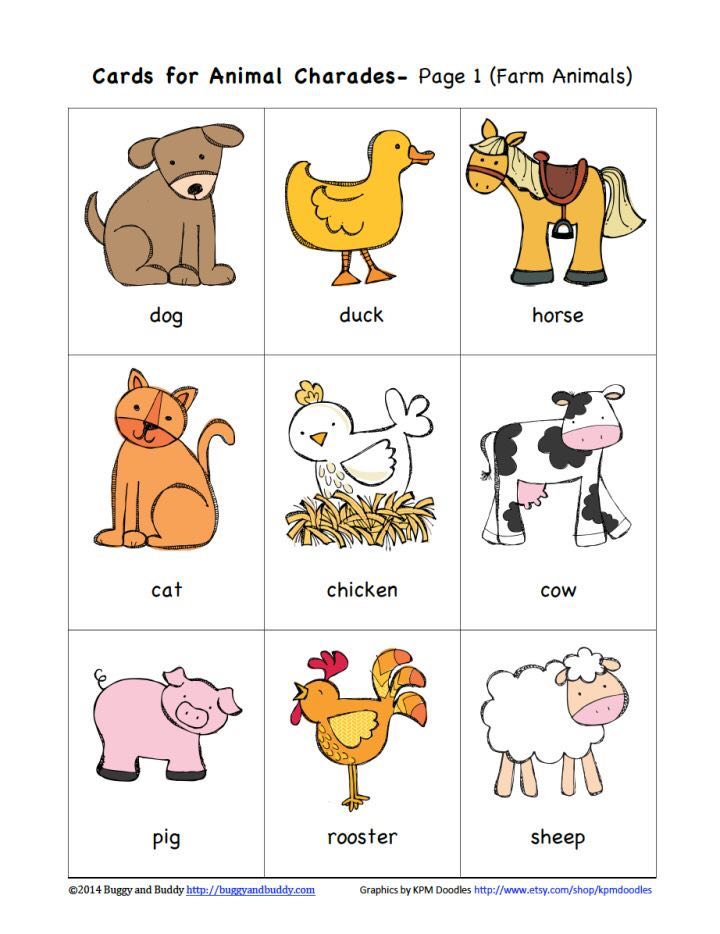 Cards for Animal Charades- Page 1 (Farm Animals)
dog
duck
horse
cat
chicken
cow
pig
rooster
sheep
©2014 Buggy and Buddy http://buggyandbuddy.com
Graphics by KPM Doodles http://www.etsy.com/shop/kpmdoodles